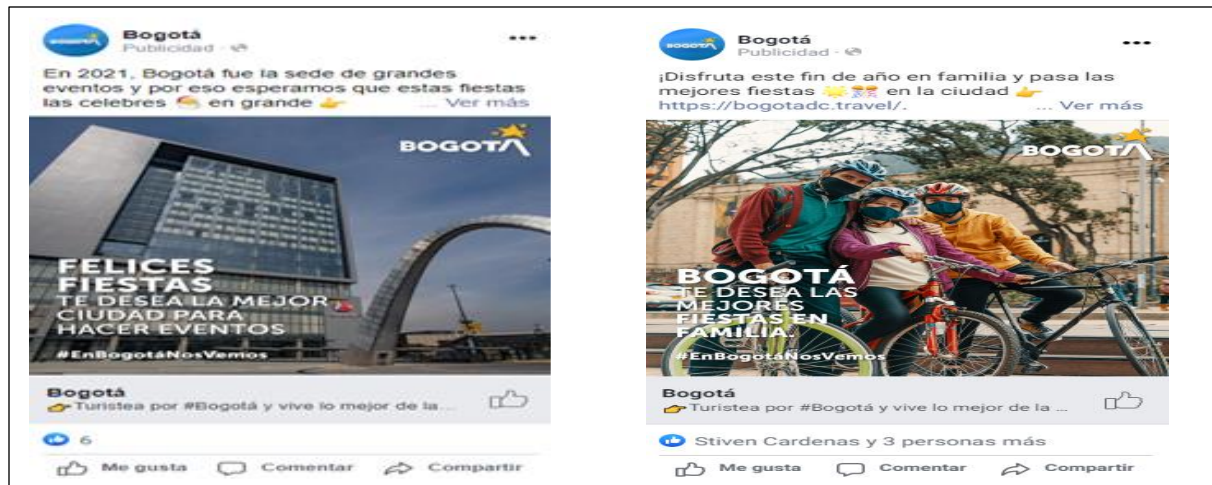 Bogotá
Publicidad ·
En 2021, Bogotá fue la sede de grandes
eventos y por eso esperamos que estas fiestas
las celebres 🎅 en grande 👉 ... Ver más
BOGOTÁ
FELICES
FIESTAS
TE DESEA LA MEJOR
CIUDAD PARA
HACER EVENTOS
#EnBogotáNosVemos
Bogotá
👉Turistea por #Bogotá y vive lo mejor de la...
6
Me gusta Comentar Compartir
BOGOTÁ
Bogotá
Publicidad ·
¡Disfruta este fin de año en familia y pasa las
mejores fiestas 🌟👯 en la ciudad 👉
https://bogotadc.travel/. ... Ver más
BOGOTÁ
BOGOTÁ
TE DESEA LAS
MEJORES
FIESTAS EN
FAMILIA.
#EnBogotáNosVemos
Bogotá
👉Turistea por #Bogotá y vive lo mejor de la ...
Stiven Cardenas y 3 personas más
Me gusta Comentar Compartir